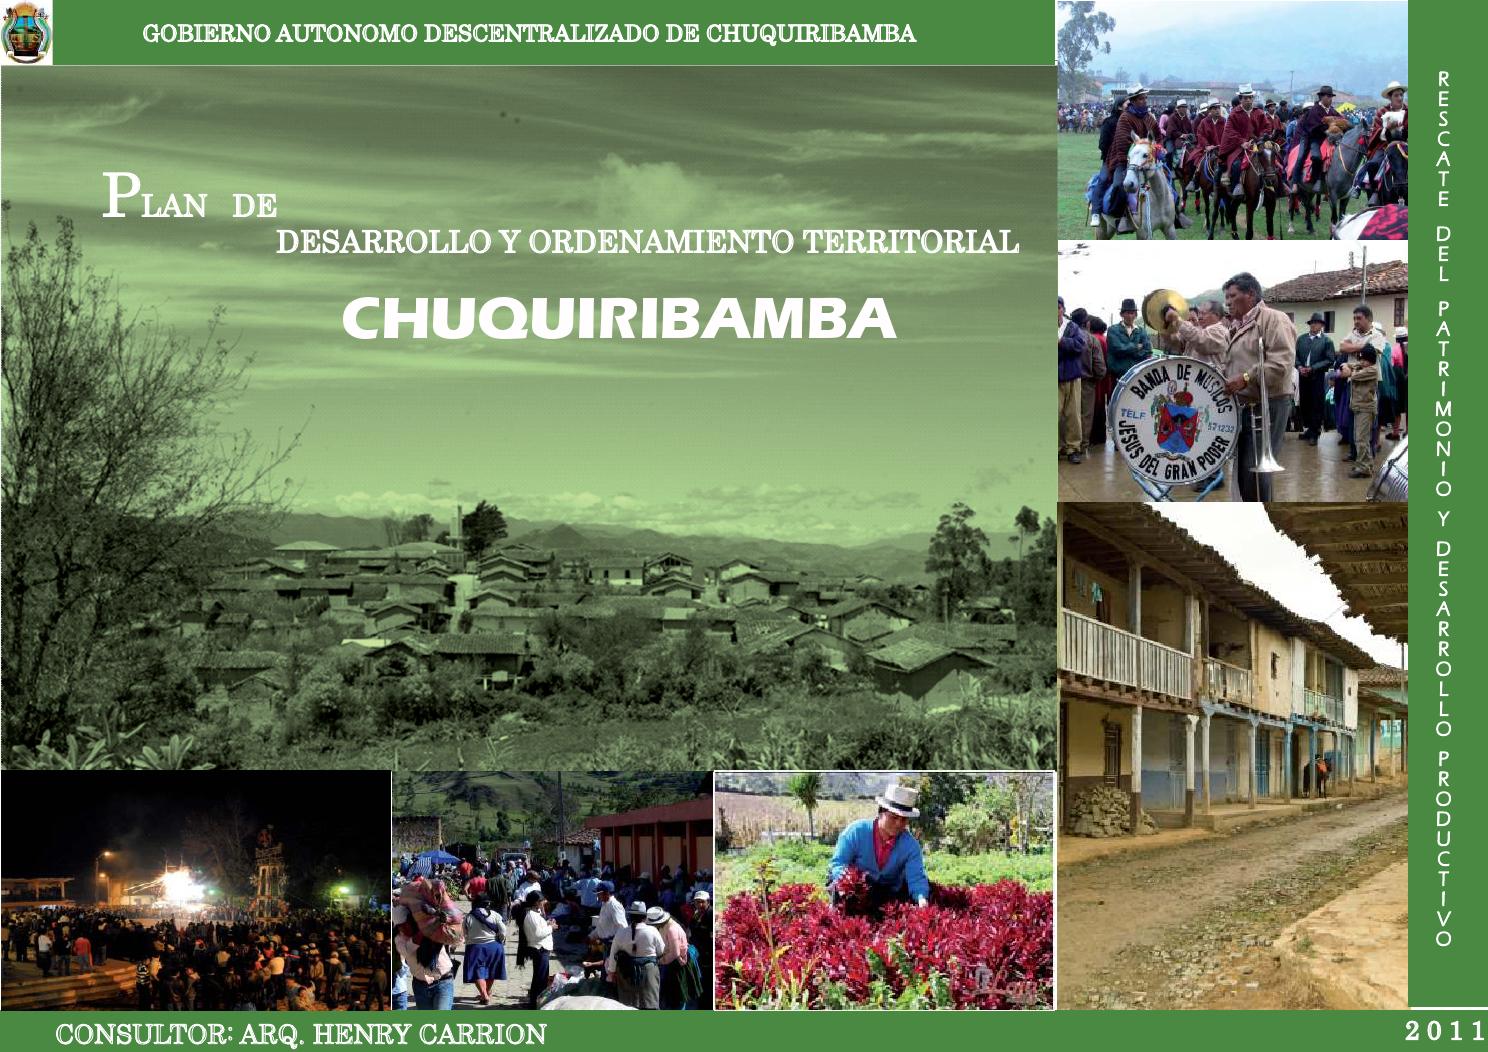 GOBIERNO AUTONOMO DESCENTRALIZADO DE CHUQUIRIBAMBA
PLAN DE
DESARROLLO Y ORDENAMIENTO TERRITORIAL
CHUQUIRIBAMBA
RESCATE DEL PATRIMONIO Y DESARROLLO PRODUCTIVO
BANDA DE MUSICOS
TELF. 571232
JESUS DEL GRAN PODER
CONSULTOR: ARQ. HENRY CARRION
2011